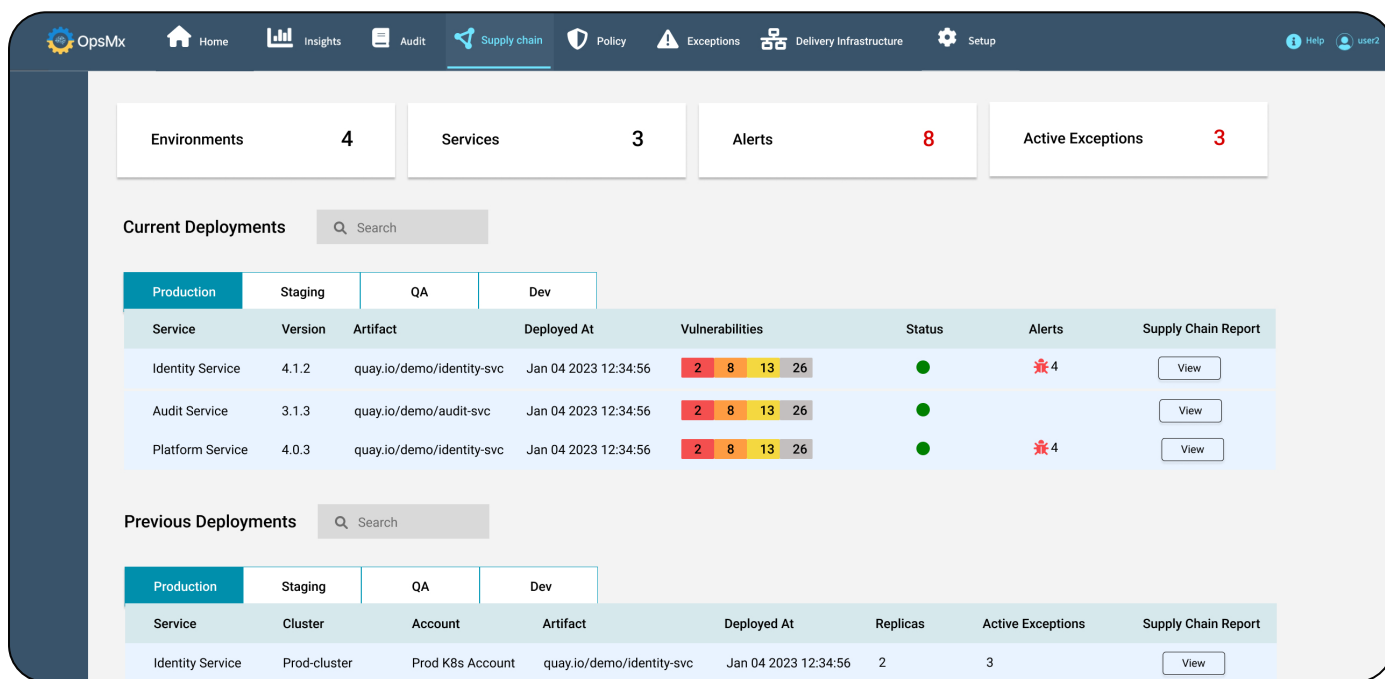 OpsMx Home Insights Audit Supply chain Policy Exceptions Delivery Infrastructure Setup Help user2
Environments 4 Services 3 Alerts 8 Active Exceptions 3
Current Deployments Search
Production Staging QA Dev
Service Version Artifact Deployed At Vulnerabilities Status Alerts Supply Chain Report
Identity Service 4.1.2 quay.io/demo/identity-svc Jan 04 2023 12:34:56 2 8 13 26 4 View
Audit Service 3.1.3 quay.io/demo/audit-svc Jan 04 2023 12:34:56 2 8 13 26 View
Platform Service 4.0.3 quay.io/demo/identity-svc Jan 04 2023 12:34:56 2 8 13 26 4 View
Previous Deployments Search
Production Staging QA Dev
Service Cluster Account Artifact Deployed At Replicas Active Exceptions Supply Chain Report
Identity Service Prod-cluster Prod K8s Account quay.io/demo/identity-svc Jan 04 2023 12:34:56 2 3 View